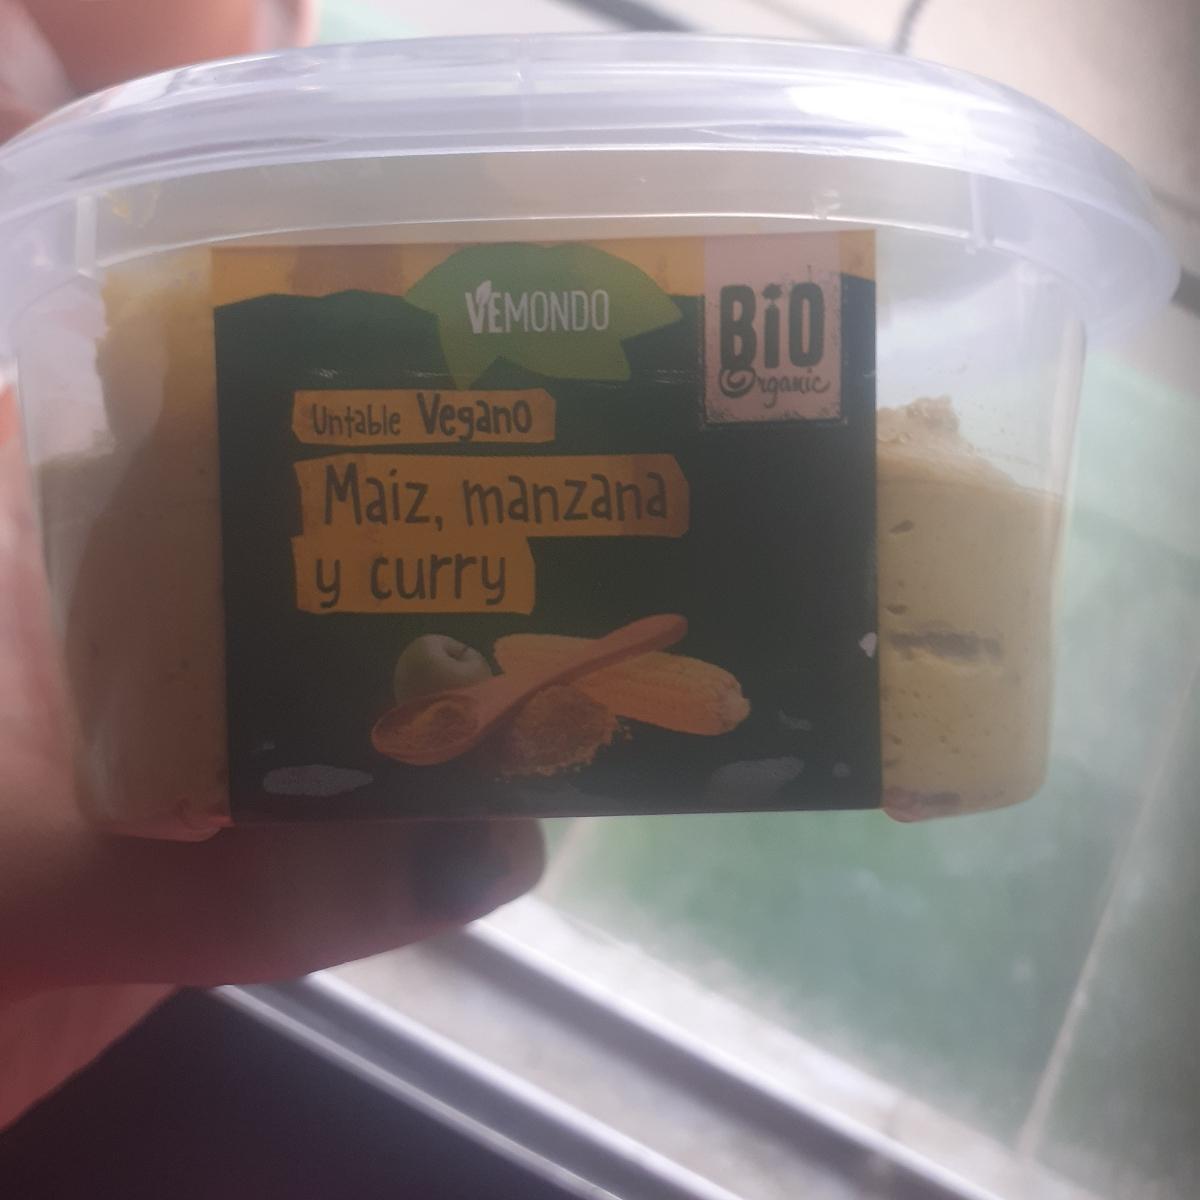 VEMONDO
BiO
Organic
Untable Vegano
Maiz, manzana
y curry